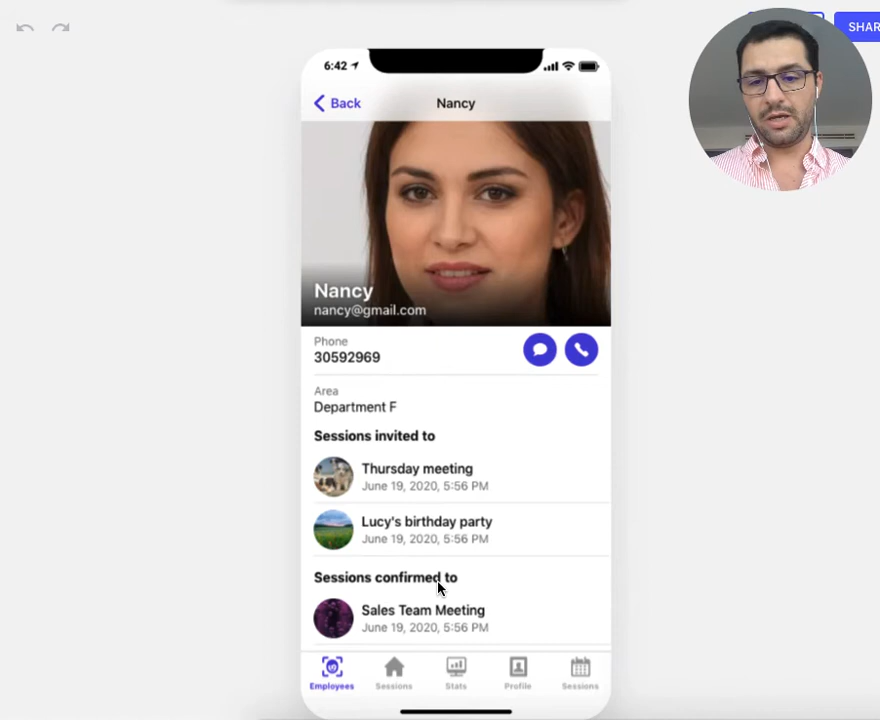 SHAR
6:42
Back
Nancy
Nancy
nancy@gmail.com
Phone
30592969
Area
Department F
Sessions invited to
Thursday meeting
June 19, 2020, 5:56 PM
Lucy's birthday party
June 19, 2020, 5:56 PM
Sessions confirmed to
Sales Team Meeting
June 19, 2020, 5:56 PM
Employees
Sessions
Stats
Profile
Sessions